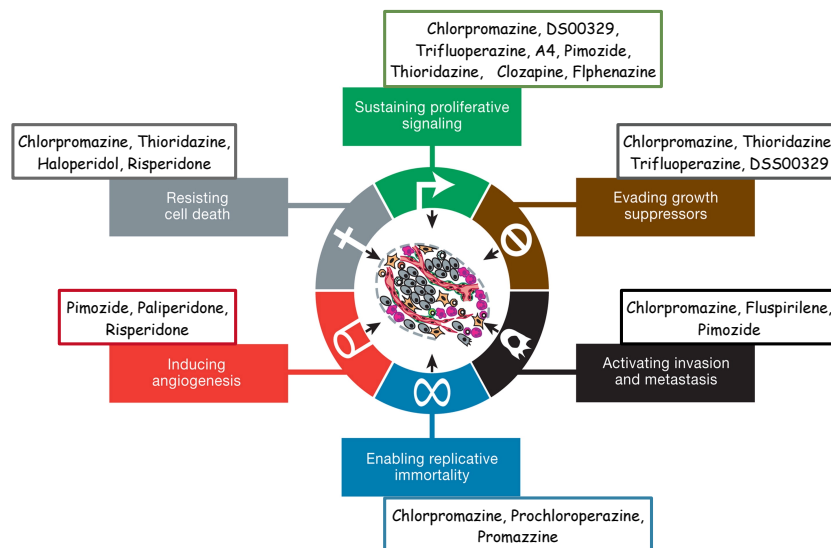 Chlorpromazine, DS00329,
Trifluoperazine, A4, Pimozide,
Thioridazine, Clozapine, Flphenazine
Sustaining proliferative
signaling
Chlorpromazine, Thioridazine,
Haloperidol, Risperidone
Resisting
cell death
Chlorpromazine, Thioridazine
Trifluoperazine, DSS00329
Evading growth
suppressors
Pimozide, Paliperidone,
Risperidone
Inducing
angiogenesis
Chlorpromazine, Fluspirilene,
Pimozide
Activating invasion
and metastasis
Enabling replicative
immortality
Chlorpromazine, Prochloroperazine,
Promazzine